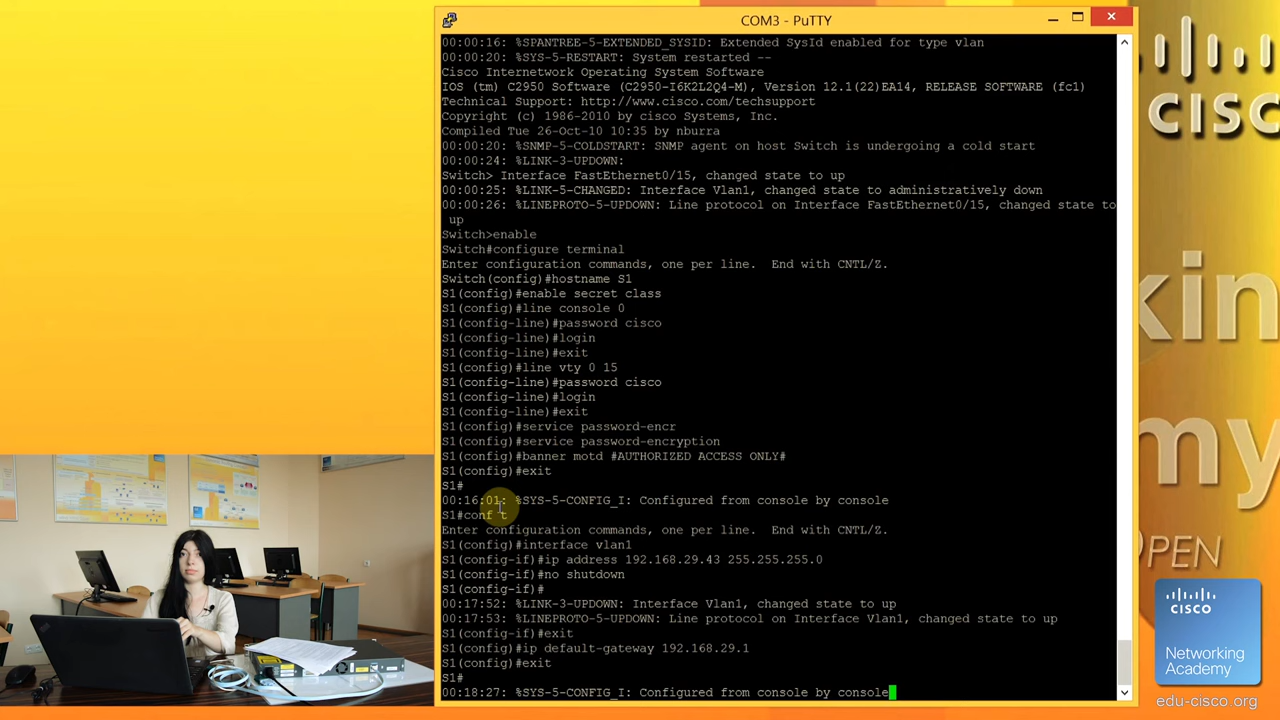 COM3 - PuTTY
00:00:16: %SPANTREE-5-EXTENDED_SYSID: Extended SysId enabled for type vlan
00:00:20: %SYS-5-RESTART: System restarted --
Cisco Internetwork Operating System Software
IOS (tm) C2950 Software (C2950-I6K2L2Q4-M), Version 12.1(22)EA14, RELEASE SOFTWARE (fc1)
Technical Support: http://www.cisco.com/techsupport
Copyright (c) 1986-2010 by cisco Systems, Inc.
Compiled Tue 26-Oct-10 10:35 by nburra
00:00:20: %SNMP-5-COLDSTART: SNMP agent on host Switch is undergoing a cold start
00:00:24: %LINK-3-UPDOWN:
Switch> Interface FastEthernet0/15, changed state to up
00:00:25: %LINK-5-CHANGED: Interface Vlan1, changed state to administratively down
00:00:26: %LINEPROTO-5-UPDOWN: Line protocol on Interface FastEthernet0/15, changed state to
up
Switch>enable
Switch#configure terminal
Enter configuration commands, one per line.  End with CNTL/Z.
Switch(config)#hostname S1
S1(config)#enable secret class
S1(config)#line console 0
S1(config-line)#password cisco
S1(config-line)#login
S1(config-line)#exit
S1(config)#line vty 0 15
S1(config-line)#password cisco
S1(config-line)#login
S1(config-line)#exit
S1(config)#service password-encr
S1(config)#service password-encryption
S1(config)#banner motd #AUTHORIZED ACCESS ONLY#
S1(config)#exit
S1#
00:16:01: %SYS-5-CONFIG_I: Configured from console by console
S1#conf t
Enter configuration commands, one per line.  End with CNTL/Z.
S1(config)#interface vlan1
S1(config-if)#ip address 192.168.29.43 255.255.255.0
S1(config-if)#no shutdown
S1(config-if)#
00:17:52: %LINK-3-UPDOWN: Interface Vlan1, changed state to up
00:17:53: %LINEPROTO-5-UPDOWN: Line protocol on Interface Vlan1, changed state to up
S1(config-if)#exit
S1(config)#ip default-gateway 192.168.29.1
S1(config)#exit
S1#
00:18:27: %SYS-5-CONFIG_I: Configured from console by console
CISCO
kin
my
OPEN
CISCO
Networking
Academy
edu-cisco.org